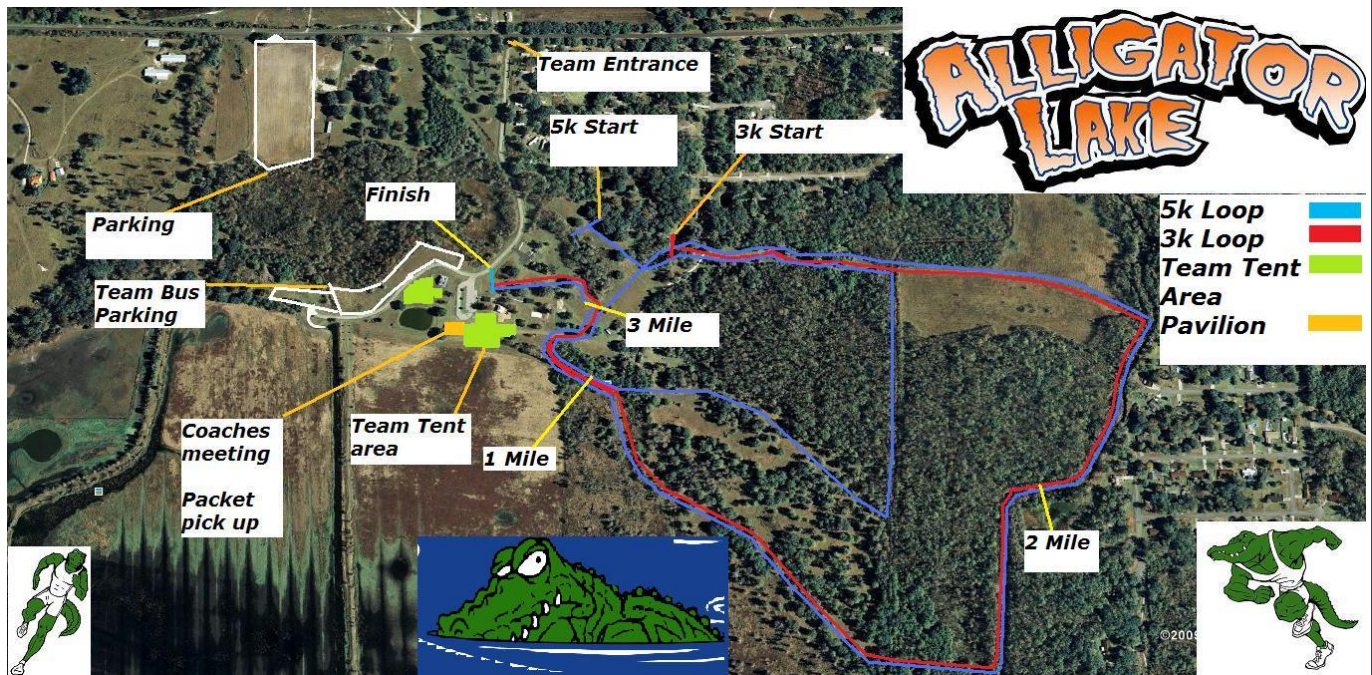 ALLIGATOR
LAKE
Team Entrance
5k Start
3k Start
Finish
Parking
5k Loop
3k Loop
Team Tent
Area
Pavilion
Team Bus
Parking
3 Mile
Coaches
meeting
Packet
pick up
Team Tent
area
1 Mile
2 Mile